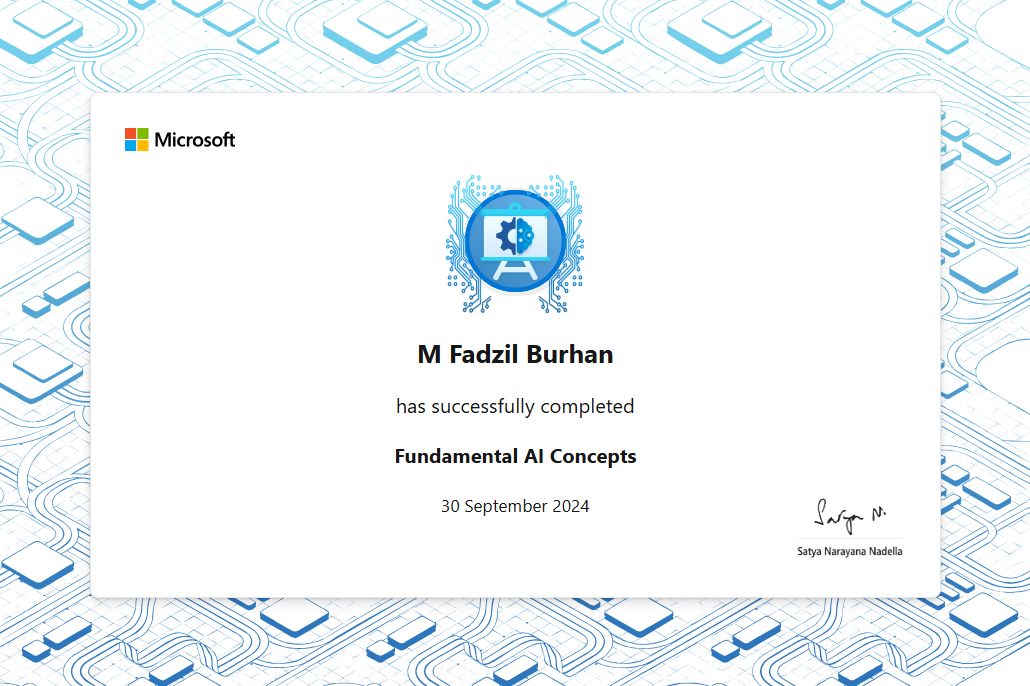 Microsoft
M Fadzil Burhan
has successfully completed
Fundamental AI Concepts
30 September 2024
Satya N.
Satya Narayana Nadella